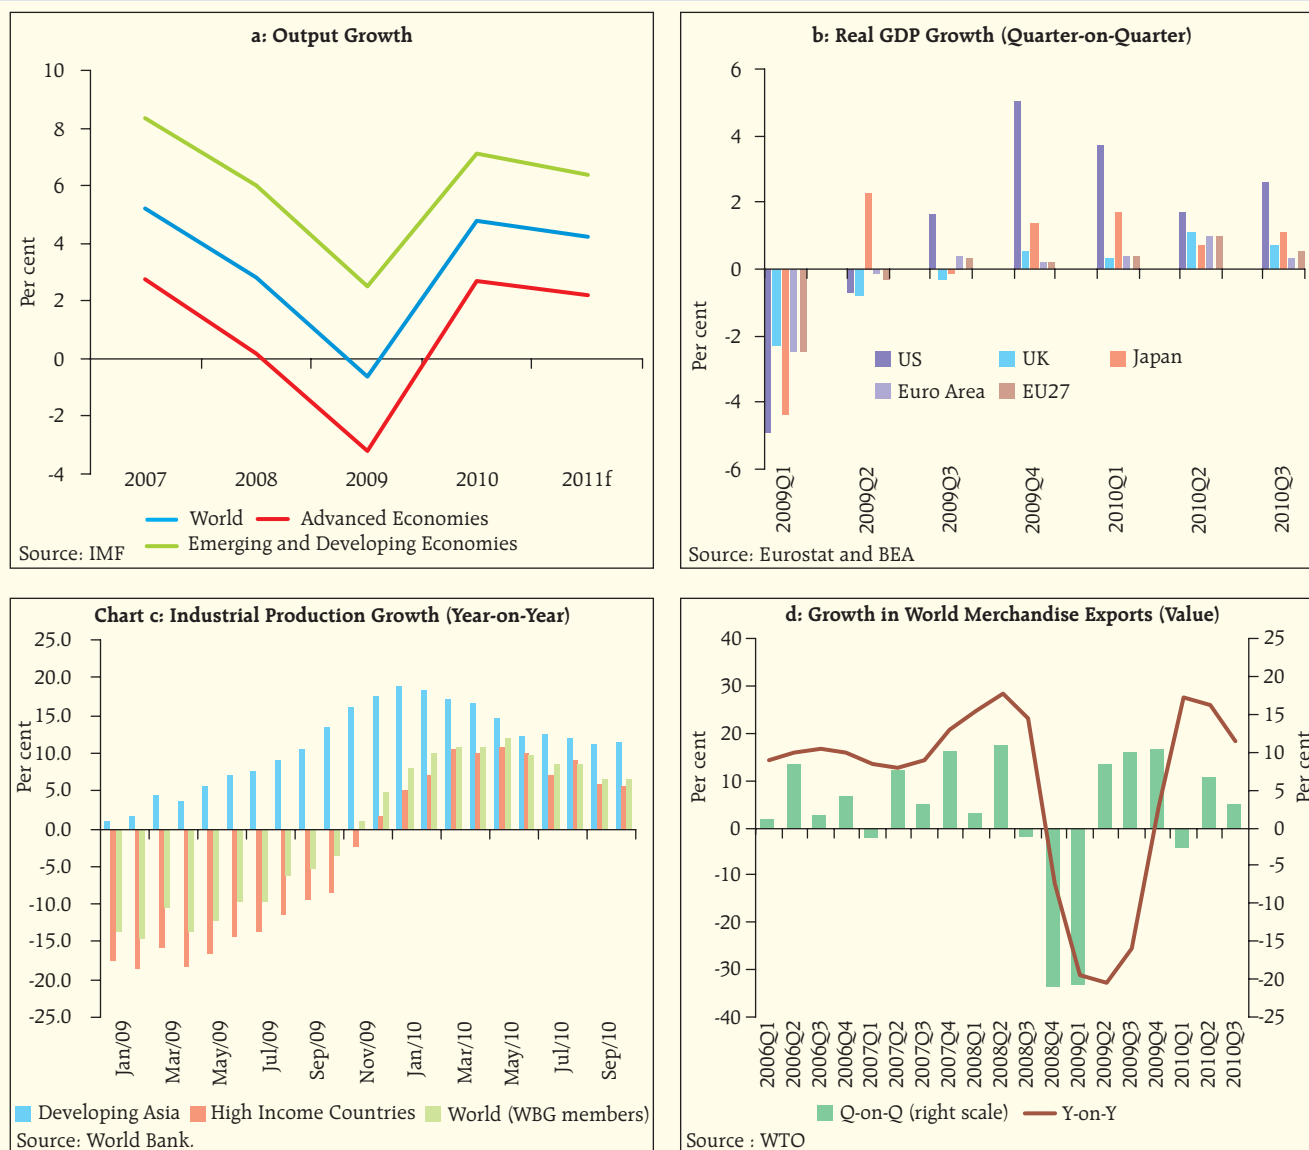 a: Output Growth
10
8
6
4
2
0
-2
-4
Per cent
2007 2008 2009 2010 2011f
World Advanced Economies
Emerging and Developing Economies
Source: IMF
b: Real GDP Growth (Quarter-on-Quarter)
6
4
2
0
-2
-4
-6
Per cent
US UK Japan
Euro Area EU27
2009Q1 2009Q2 2009Q3 2009Q4 2010Q1 2010Q2 2010Q3
Source: Eurostat and BEA
Chart c: Industrial Production Growth (Year-on-Year)
25.0
20.0
15.0
10.0
5.0
0.0
-5.0
-10.0
-15.0
-20.0
-25.0
Per cent
Jan/09 Mar/09 May/09 Jul/09 Sep/09 Nov/09 Jan/10 Mar/10 May/10 Jul/10 Sep/10
Developing Asia High Income Countries World (WBG members)
Source: World Bank.
d: Growth in World Merchandise Exports (Value)
40
30
20
10
0
-10
-20
-30
-40
Per cent
25
20
15
10
5
0
-5
-10
-15
-20
-25
Per cent
2006Q1 2006Q2 2006Q3 2006Q4 2007Q1 2007Q2 2007Q3 2007Q4 2008Q1 2008Q2 2008Q3 2008Q4 2009Q1 2009Q2 2009Q3 2009Q4 2010Q1 2010Q2 2010Q3
Q-on-Q (right scale) Y-on-Y
Source : WTO